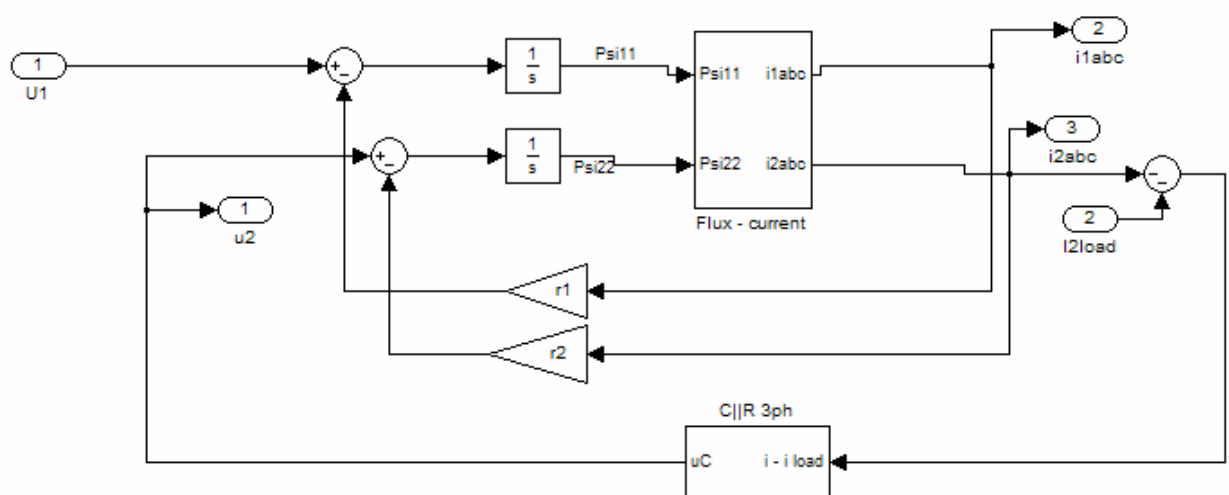 1
U1
+
-
1
s
Psi11
Psi11
i1abc
2
i1abc
+
-
1
s
Psi22
Psi22
i2abc
Flux - current
3
i2abc
-
-
2
I2load
1
u2
r1
r2
C||R 3ph
uC
i - i load